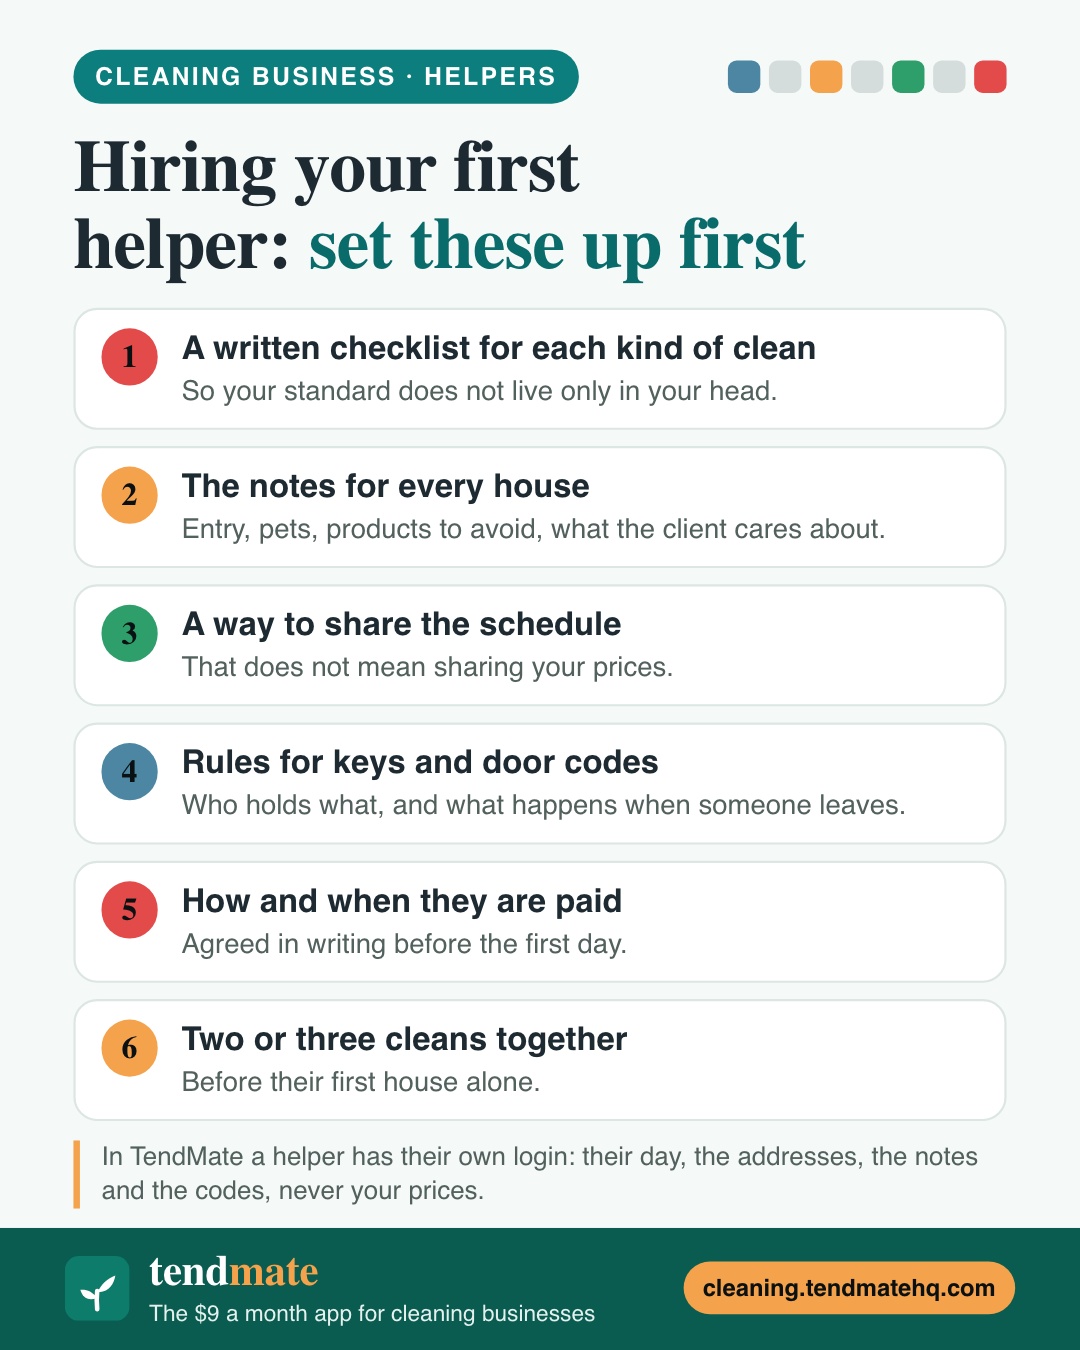 CLEANING BUSINESS · HELPERS
Hiring your first
helper: set these up first
1
A written checklist for each kind of clean
So your standard does not live only in your head.
2
The notes for every house
Entry, pets, products to avoid, what the client cares about.
3
A way to share the schedule
That does not mean sharing your prices.
4
Rules for keys and door codes
Who holds what, and what happens when someone leaves.
5
How and when they are paid
Agreed in writing before the first day.
6
Two or three cleans together
Before their first house alone.
In TendMate a helper has their own login: their day, the addresses, the notes
and the codes, never your prices.
tendmate
The $9 a month app for cleaning businesses
cleaning.tendmatehq.com